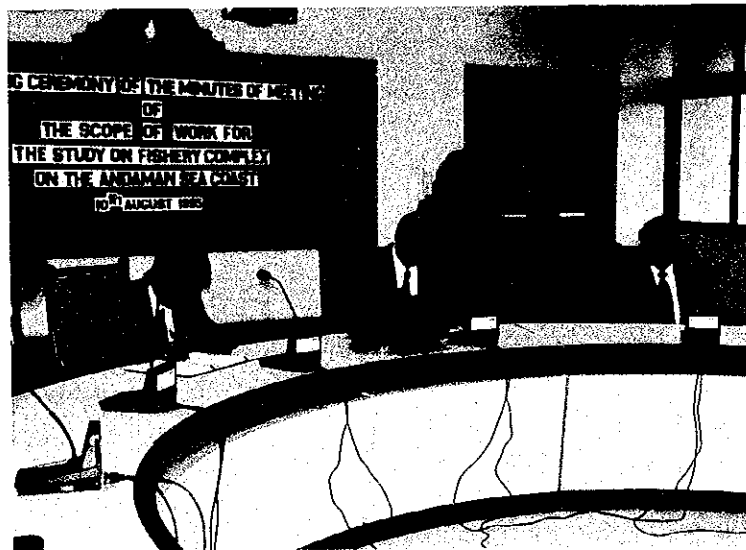 CEREMONY OF THE MINUTES OF MEETING
OF
THE SCOPE OF WORK FOR
THE STUDY ON FISHERY COMPLEX
ON THE ANDAMAN SEA COAST
10TH AUGUST